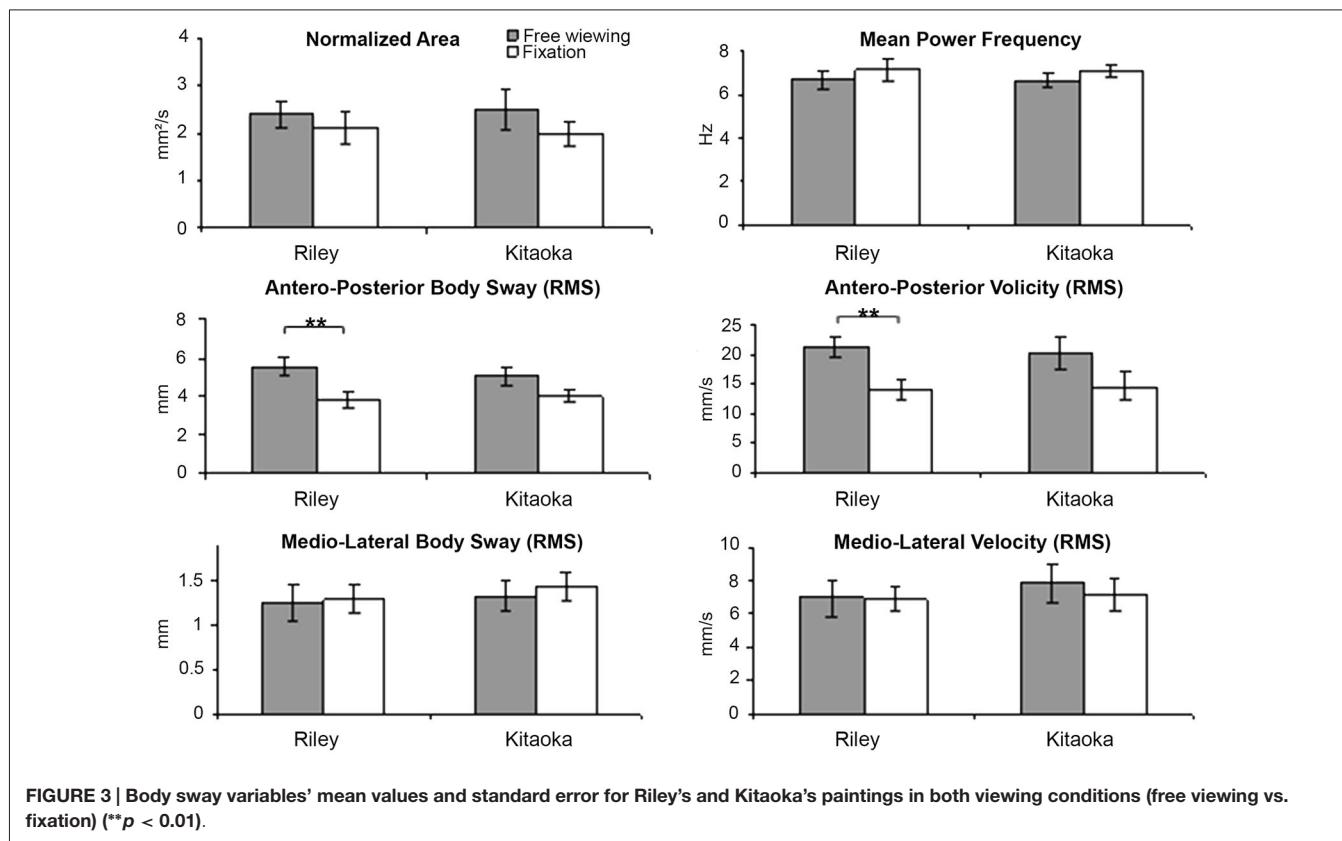 Normalized Area
Free wiewing
Fixation
4
3
2
1
0
mm²/s
Riley Kitaoka
Mean Power Frequency
8
6
4
2
0
Hz
Riley Kitaoka
Antero-Posterior Body Sway (RMS)
8
6
4
2
0
mm
**
Riley Kitaoka
Antero-Posterior Volicity (RMS)
25
20
15
10
5
0
mm/s
**
Riley Kitaoka
Medio-Lateral Body Sway (RMS)
1.5
1
0.5
0
mm
Riley Kitaoka
Medio-Lateral Velocity (RMS)
10
8
6
4
2
0
mm/s
Riley Kitaoka
FIGURE 3 | Body sway variables’ mean values and standard error for Riley’s and Kitaoka’s paintings in both viewing conditions (free viewing vs.
fixation) (**p < 0.01).